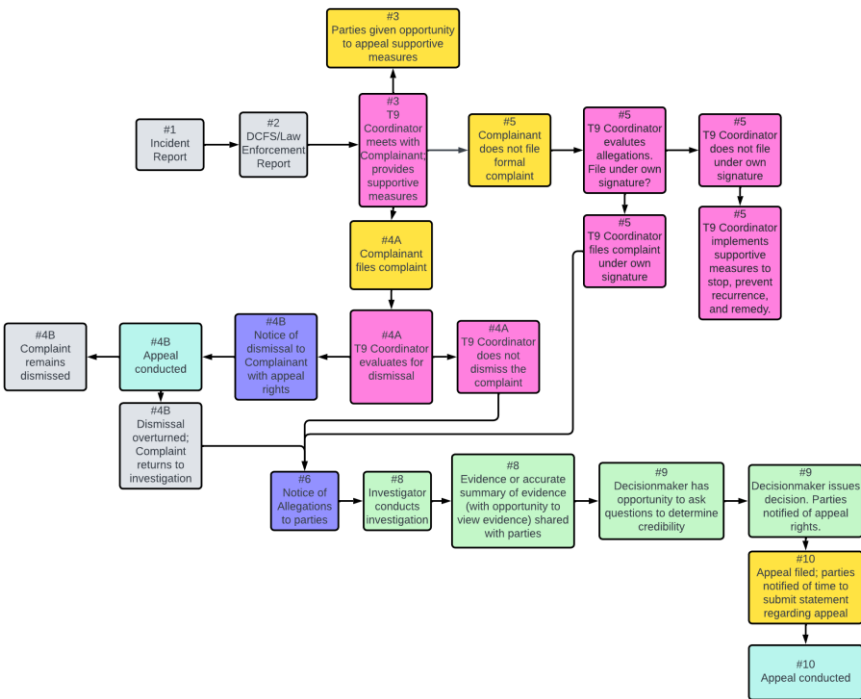 #3
Parties given opportunity
to appeal supportive
measures
#1
Incident
Report
#2
DCFS/Law
Enforcement
Report
#3
T9
Coordinator
meets with
Complainant;
provides
supportive
measures
#5
Complainant
does not file
formal
complaint
#5
T9 Coordinator
evalutes
allegations.
File under own
signature?
#5
T9 Coordinator
does not file
under own
signature
#4A
Complainant
files complaint
#5
T9 Coordinator
files complaint
under own
signature
#5
T9 Coordinator
implements
supportive
measures to
stop, prevent
recurrence,
and remedy.
#4B
Complaint
remains
dismissed
#4B
Appeal
conducted
#4B
Notice of
dismissal to
Complainant
with appeal
rights
#4A
T9 Coordinator
evaluates for
dismissal
#4A
T9 Coordinator
does not
dismiss the
complaint
#4B
Dismissal
overturned;
Complaint
returns to
investigation
#6
Notice of
Allegations
to parties
#8
Investigator
conducts
investigation
#8
Evidence or accurate
summary of evidence
(with opportunity to
view evidence) shared
with parties
#9
Decisionmaker has
opportunity to ask
questions to determine
credibility
#9
Decisionmaker issues
decision. Parties
notified of appeal
rights.
#10
Appeal filed; parties
notified of time to
submit statement
regarding appeal
#10
Appeal conducted